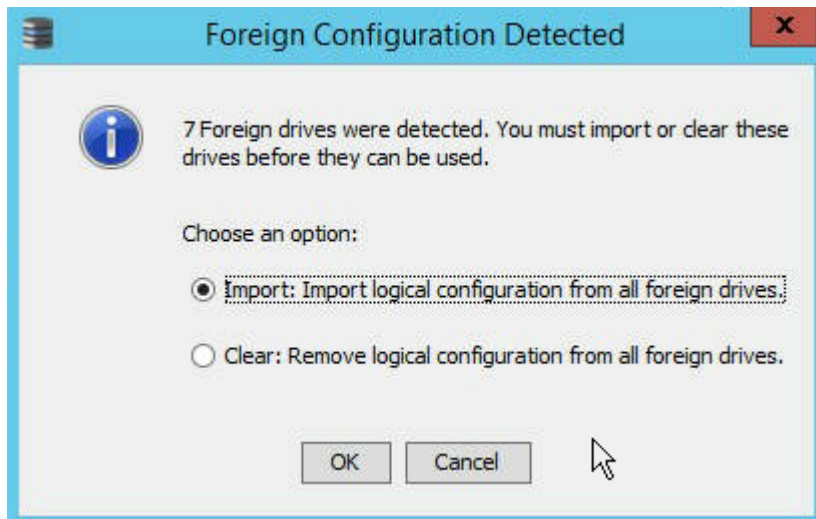 Foreign Configuration Detected
x
7 Foreign drives were detected. You must import or clear these
drives before they can be used.
Choose an option:
Import: Import logical configuration from all foreign drives.
Clear: Remove logical configuration from all foreign drives.
OK
Cancel